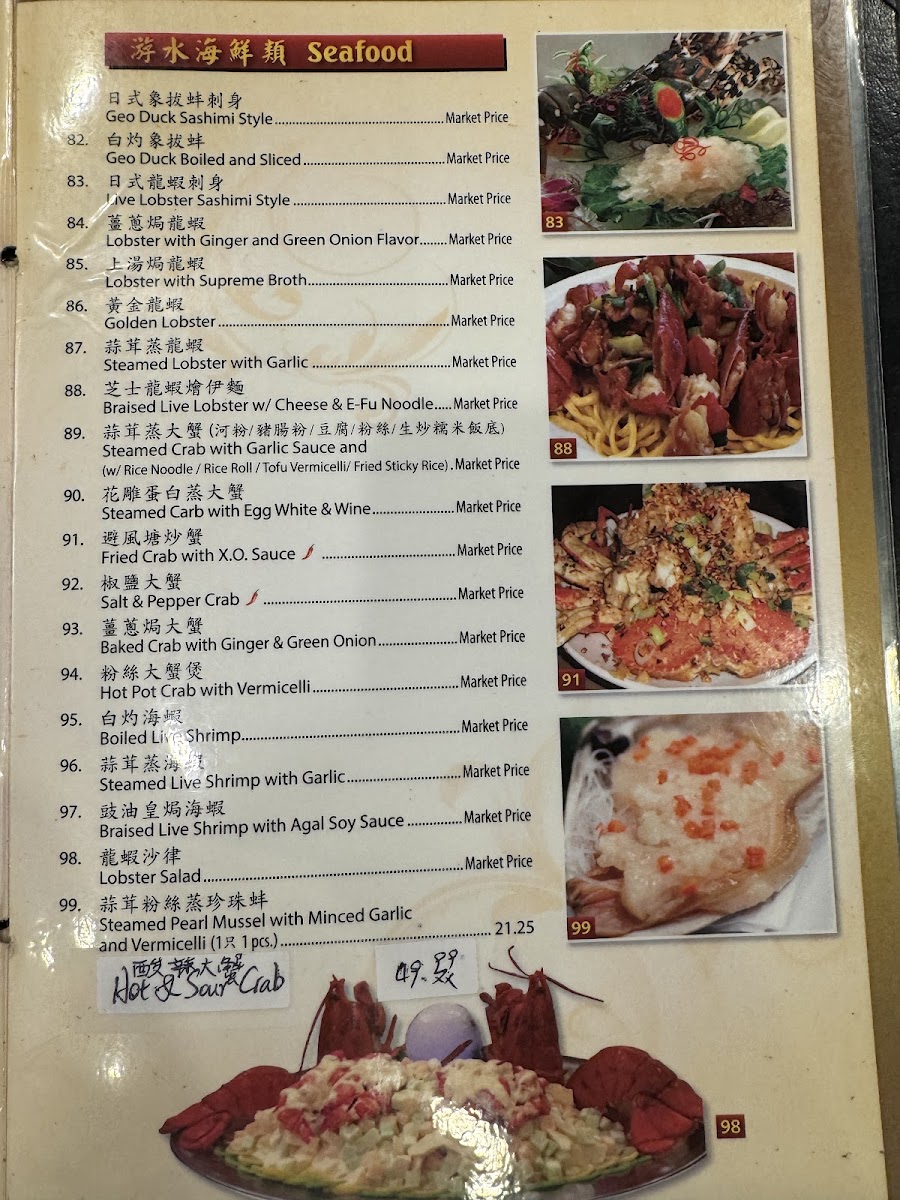 游水海鮮類 Seafood
日式象拔蚌刺身
Geo Duck Sashimi Style Market Price
82. 白灼象拔蚌
Geo Duck Boiled and Sliced Market Price
83. 日式龍蝦刺身
Live Lobster Sashimi Style Market Price
84. 薑蔥焗龍蝦
Lobster with Ginger and Green Onion Flavor Market Price
85. 上湯焗龍蝦
Lobster with Supreme Broth Market Price
86. 黃金龍蝦
Golden Lobster Market Price
87. 蒜茸蒸龍蝦
Steamed Lobster with Garlic Market Price
88. 芝士龍蝦燴伊麵
Braised Live Lobster w/ Cheese & E-Fu Noodle Market Price
89. 蒜茸蒸大蟹 (河粉/豬腸粉/豆腐/粉絲/生炒糯米飯底)
Steamed Crab with Garlic Sauce and
(w/ Rice Noodle / Rice Roll / Tofu Vermicelli/ Fried Sticky Rice) . Market Price
90. 花雕蛋白蒸大蟹
Steamed Carb with Egg White & Wine Market Price
91. 避風塘炒蟹
Fried Crab with X.O. Sauce Market Price
92. 椒鹽大蟹
Salt & Pepper Crab Market Price
93. 薑蔥焗大蟹
Baked Crab with Ginger & Green Onion Market Price
94. 粉絲大蟹煲
Hot Pot Crab with Vermicelli Market Price
95. 白灼海蝦
Boiled Live Shrimp Market Price
96. 蒜茸蒸海蝦
Steamed Live Shrimp with Garlic Market Price
97. 豉油皇焗海蝦
Braised Live Shrimp with Agal Soy Sauce Market Price
98. 龍蝦沙律
Lobster Salad Market Price
99. 蒜茸粉絲蒸珍珠蚌
Steamed Pearl Mussel with Minced Garlic
and Vermicelli (1只 1 pcs.) 21.25
酸辣大蟹
Hot & Sour Crab 49.99
83
88
91
99
98